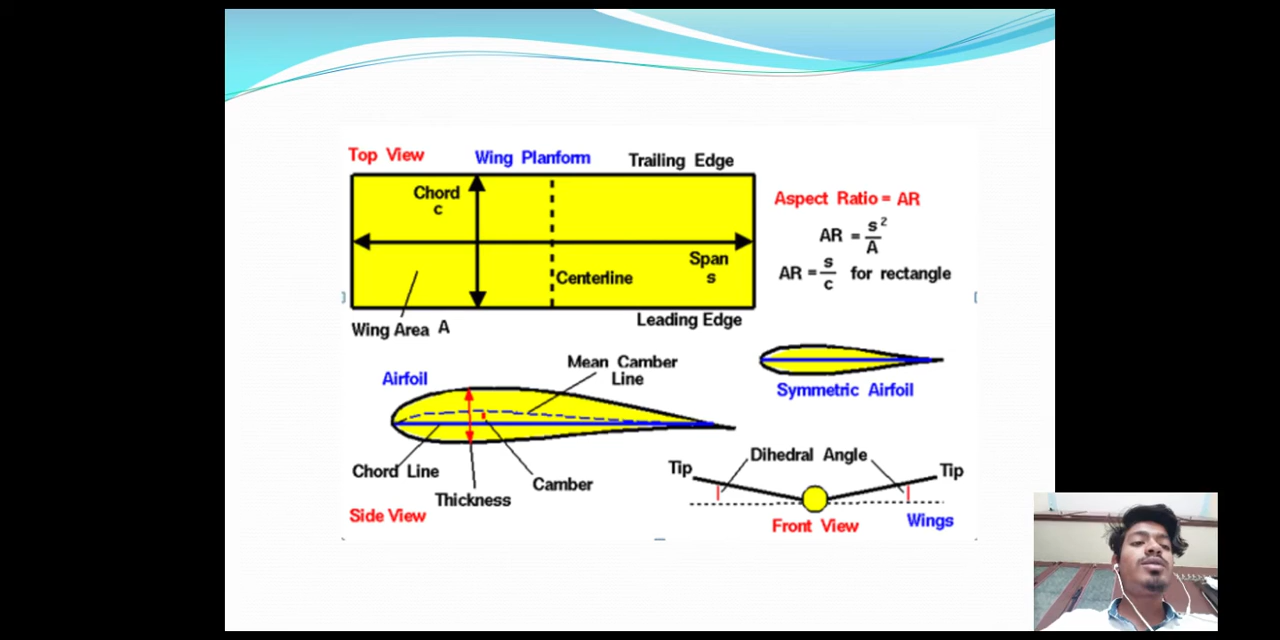 Top View
Wing Planform
Trailing Edge
Chord
c
Span
s
Centerline
Wing Area A
Leading Edge
Aspect Ratio = AR
AR = s²/A
AR = s/c for rectangle
Airfoil
Mean Camber
Line
Chord Line
Thickness
Camber
Side View
Symmetric Airfoil
Tip
Dihedral Angle
Tip
Front View
Wings